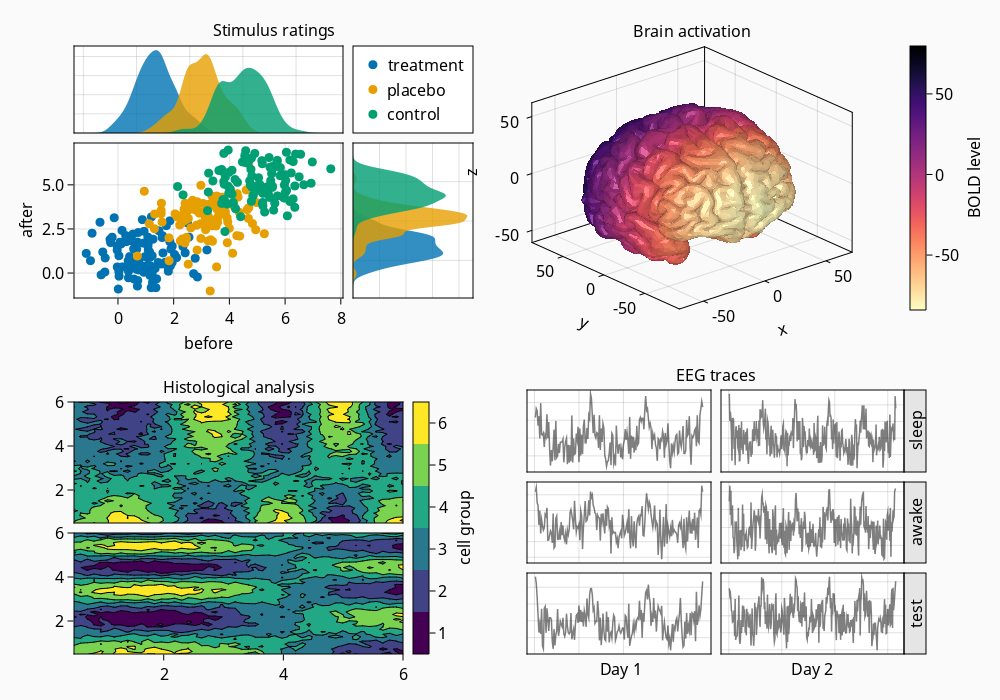 Stimulus ratings
treatment
placebo
control
5.0
2.5
0.0
after
0
2
4
6
8
before
Brain activation
z
50
0
-50
50
0
-50
y
-50
0
50
x
50
0
-50
BOLD level
Histological analysis
6
4
2
6
4
2
2
4
6
6
5
4
3
2
1
cell group
EEG traces
sleep
awake
test
Day 1
Day 2